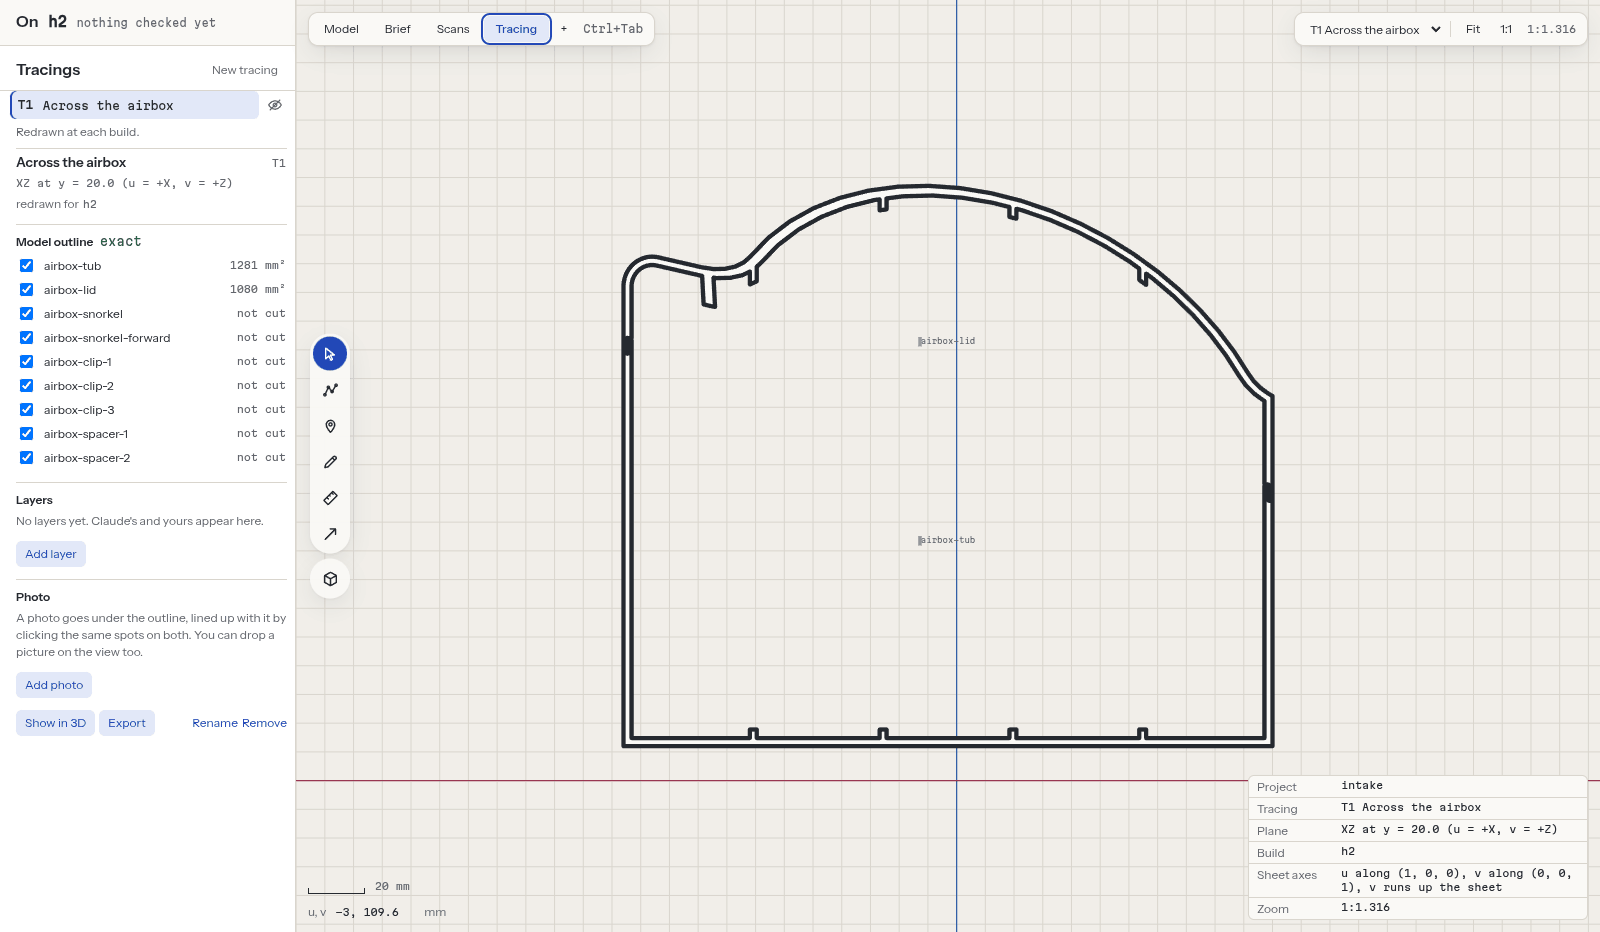 On h2 nothing checked yet
Model Brief Scans Tracing + Ctrl+Tab
T1 Across the airbox Fit 1:1 1:1.316
Tracings New tracing
T1 Across the airbox
Redrawn at each build.
Across the airbox T1
XZ at y = 20.0 (u = +X, v = +Z)
redrawn for h2
Model outline exact
airbox-tub 1281 mm²
airbox-lid 1080 mm²
airbox-snorkel not cut
airbox-snorkel-forward not cut
airbox-clip-1 not cut
airbox-clip-2 not cut
airbox-clip-3 not cut
airbox-spacer-1 not cut
airbox-spacer-2 not cut
Layers
No layers yet. Claude's and yours appear here.
Add layer
Photo
A photo goes under the outline, lined up with it by
clicking the same spots on both. You can drop a
picture on the view too.
Add photo
Show in 3D Export Rename Remove
airbox-lid
airbox-tub
20 mm
u, v −3, 109.6 mm
Project intake
Tracing T1 Across the airbox
Plane XZ at y = 20.0 (u = +X, v = +Z)
Build h2
Sheet axes u along (1, 0, 0), v along (0, 0,
1), v runs up the sheet
Zoom 1:1.316